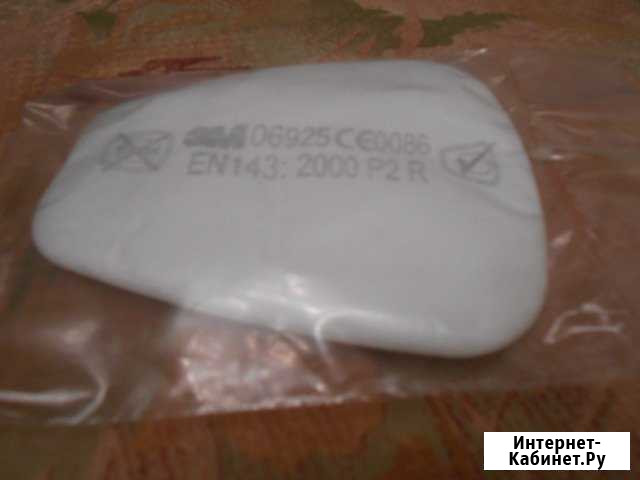 3M 06925 CE0086
EN143: 2000 P2 R
Интернет-
Кабинет.Ру